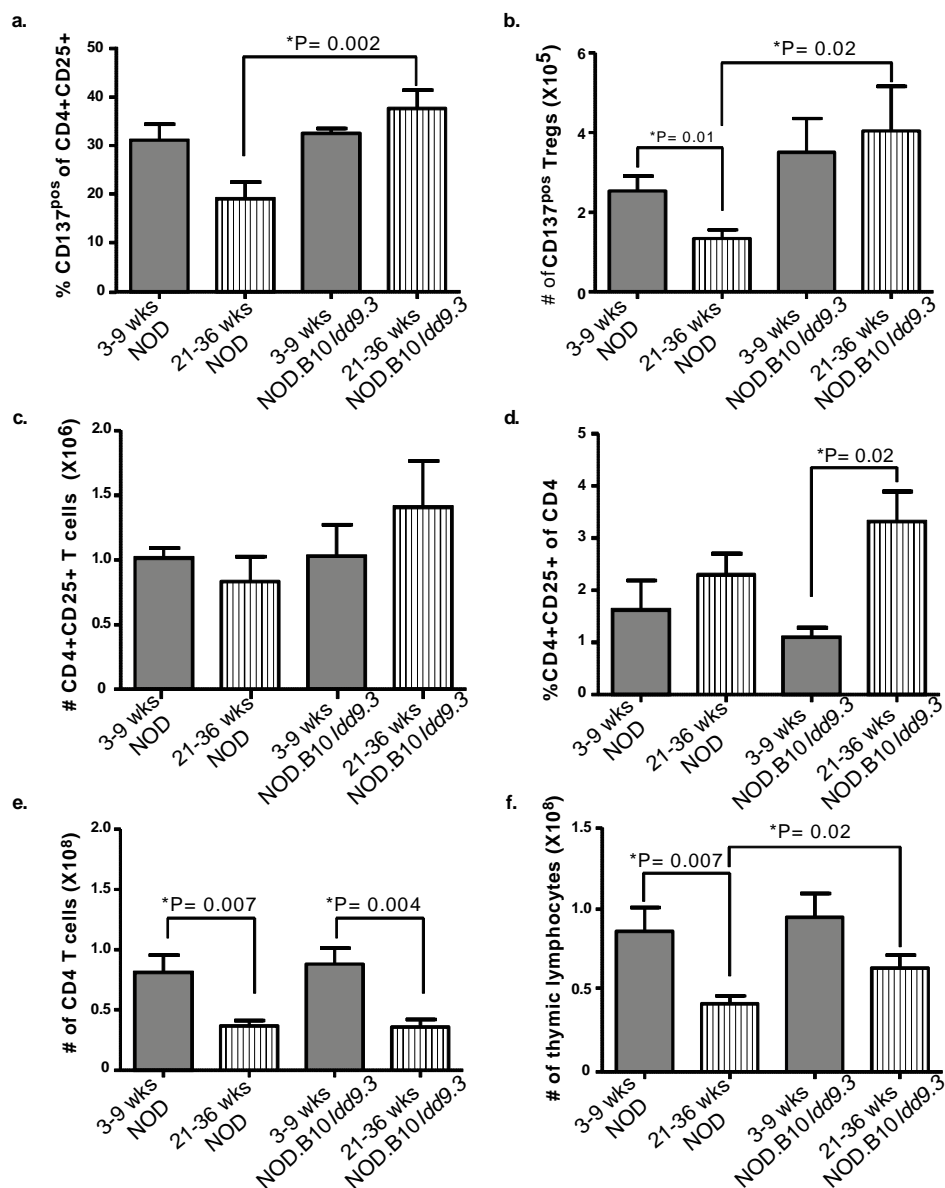 a.
*P= 0.002
% CD137pos of CD4+CD25+
50
40
30
20
10
0
3-9 wks
NOD
21-36 wks
NOD
3-9 wks
NOD.B10 Idd9.3
21-36 wks
NOD.B10 Idd9.3
b.
*P= 0.02
*P= 0.01
# of CD137pos Tregs (X10^5)
6
4
2
0
3-9 wks
NOD
21-36 wks
NOD
3-9 wks
NOD.B10 Idd9.3
21-36 wks
NOD.B10 Idd9.3
c.
# CD4+CD25+ T cells (X10^6)
2.0
1.5
1.0
0.5
0
3-9 wks
NOD
21-36 wks
NOD
3-9 wks
NOD.B10 Idd9.3
21-36 wks
NOD.B10 Idd9.3
d.
*P= 0.02
%CD4+CD25+ of CD4
5
4
3
2
1
0
3-9 wks
NOD
21-36 wks
NOD
3-9 wks
NOD.B10 Idd9.3
21-36 wks
NOD.B10 Idd9.3
e.
*P= 0.007
*P= 0.004
# of CD4 T cells (X10^8)
2.0
1.5
1.0
0.5
0
3-9 wks
NOD
21-36 wks
NOD
3-9 wks
NOD.B10 Idd9.3
21-36 wks
NOD.B10 Idd9.3
f.
*P= 0.02
*P= 0.007
# of thymic lymphocytes (X10^8)
1.5
1.0
0.5
0
3-9 wks
NOD
21-36 wks
NOD
3-9 wks
NOD.B10 Idd9.3
21-36 wks
NOD.B10 Idd9.3